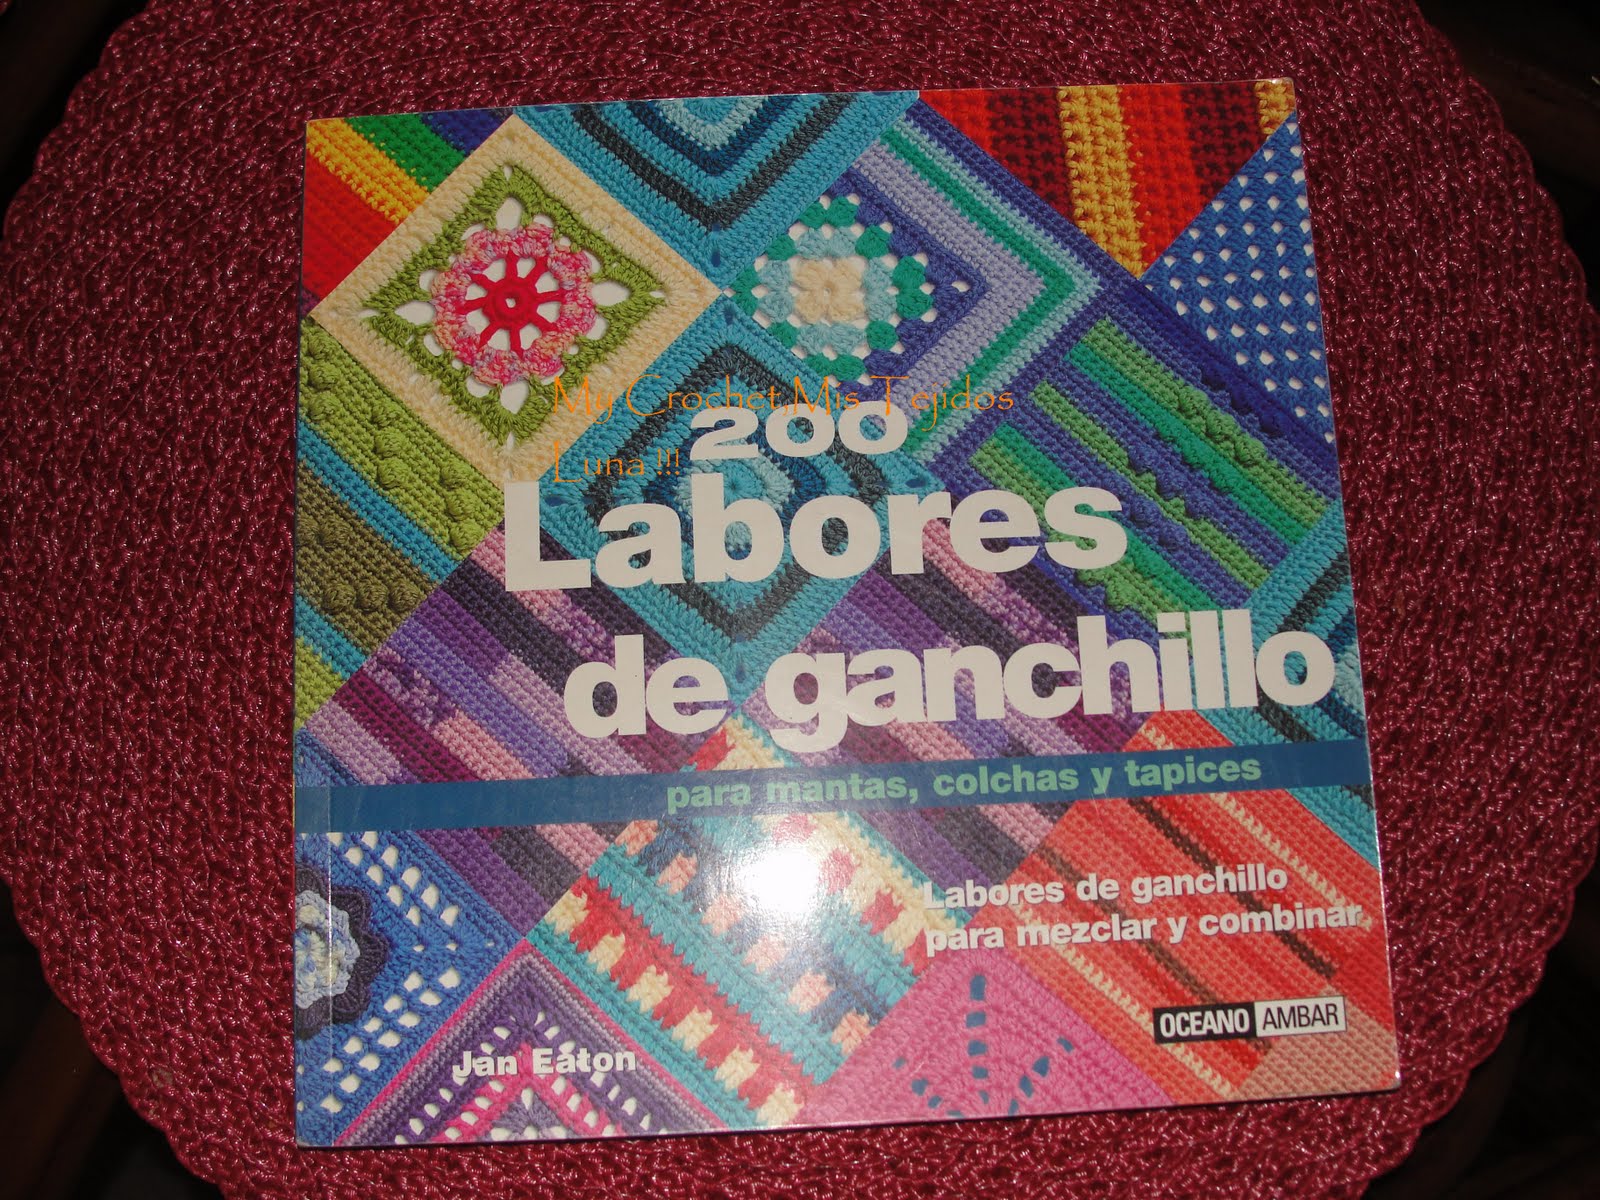 My Crochet,Mis Tejidos
Luna !!!
200
Labores
de ganchillo
para mantas, colchas y tapices
Labores de ganchillo
para mezclar y combinar
OCEANO AMBAR
Jan Eaton